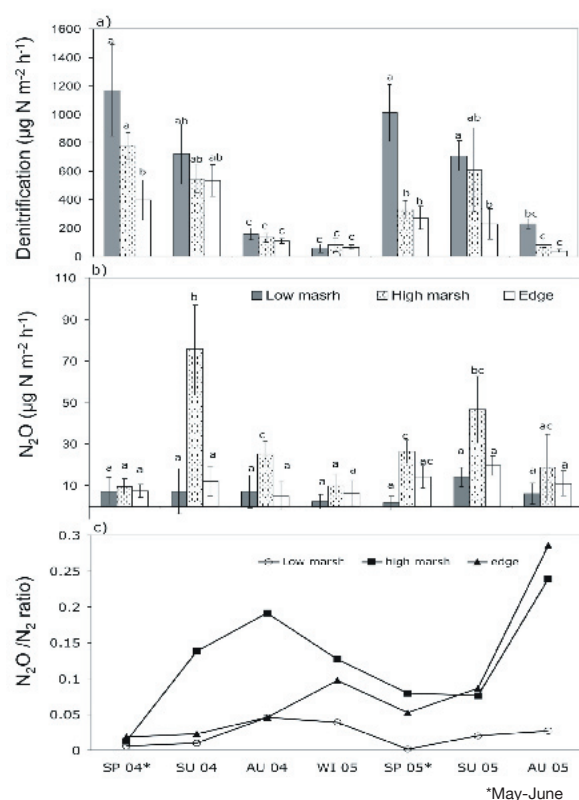 a)
1600
1400
1200
1000
800
600
400
200
0
Denitrification (µg N m⁻² h⁻¹)
a a b
ab ab ab
c c c
c c c
a b b
a ab b
bc c c
b)
Low masrh High marsh Edge
110
90
70
50
30
10
N₂O (µg N m⁻² h⁻¹)
a a a
a b a
a c a
a a a
a c ac
a bc a
a ac a
c)
Low marsh high marsh edge
0.3
0.25
0.2
0.15
0.1
0.05
0
N₂O /N₂ ratio
SP 04* SU 04 AU 04 WI 05 SP 05* SU 05 AU 05
*May-June